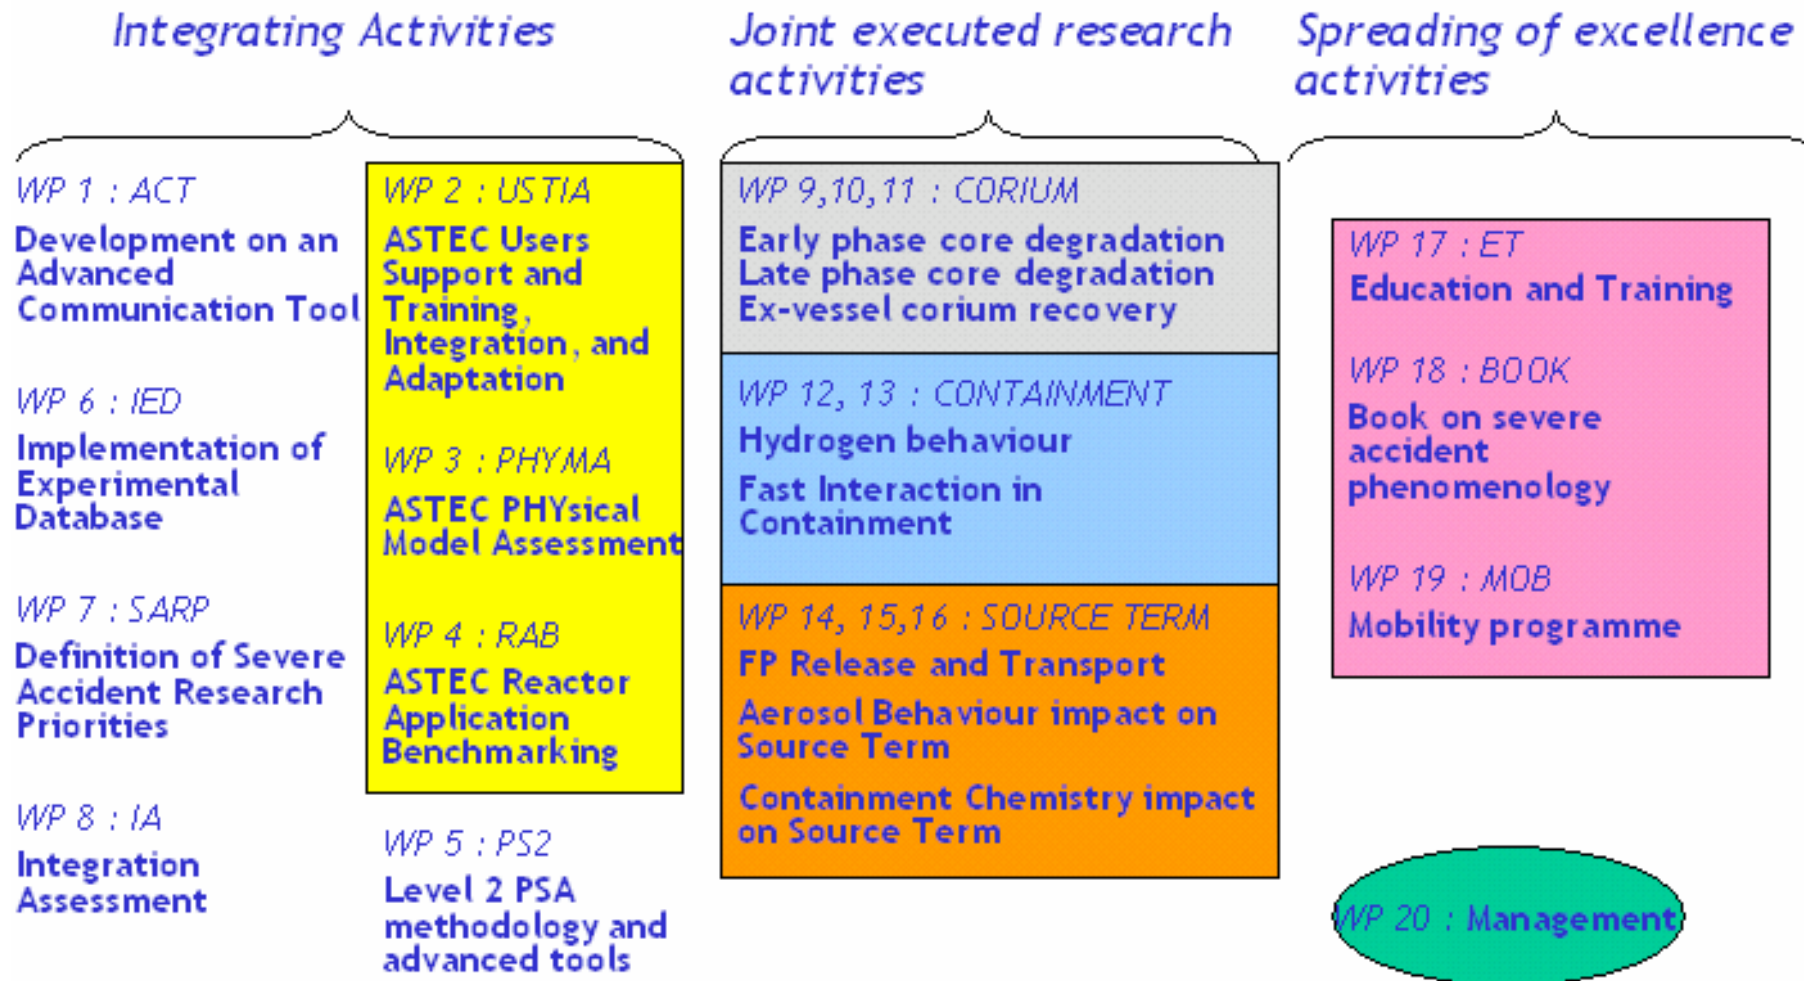 Integrating Activities
Joint executed research
activities
Spreading of excellence
activities
WP 1 : ACT
Development on an
Advanced
Communication Tool
WP 6 : IED
Implementation of
Experimental
Database
WP 7 : SARP
Definition of Severe
Accident Research
Priorities
WP 8 : IA
Integration
Assessment
WP 2 : USTIA
ASTEC Users
Support and
Training,
Integration, and
Adaptation
WP 3 : PHYMA
ASTEC PHYsical
Model Assessment
WP 4 : RAB
ASTEC Reactor
Application
Benchmarking
WP 5 : PS2
Level 2 PSA
methodology and
advanced tools
WP 9,10,11 : CORIUM
Early phase core degradation
Late phase core degradation
Ex-vessel corium recovery
WP 12, 13 : CONTAINMENT
Hydrogen behaviour
Fast Interaction in
Containment
WP 14, 15,16 : SOURCE TERM
FP Release and Transport
Aerosol Behaviour impact on
Source Term
Containment Chemistry impact
on Source Term
WP 17 : ET
Education and Training
WP 18 : BOOK
Book on severe
accident
phenomenology
WP 19 : MOB
Mobility programme
WP 20 : Management